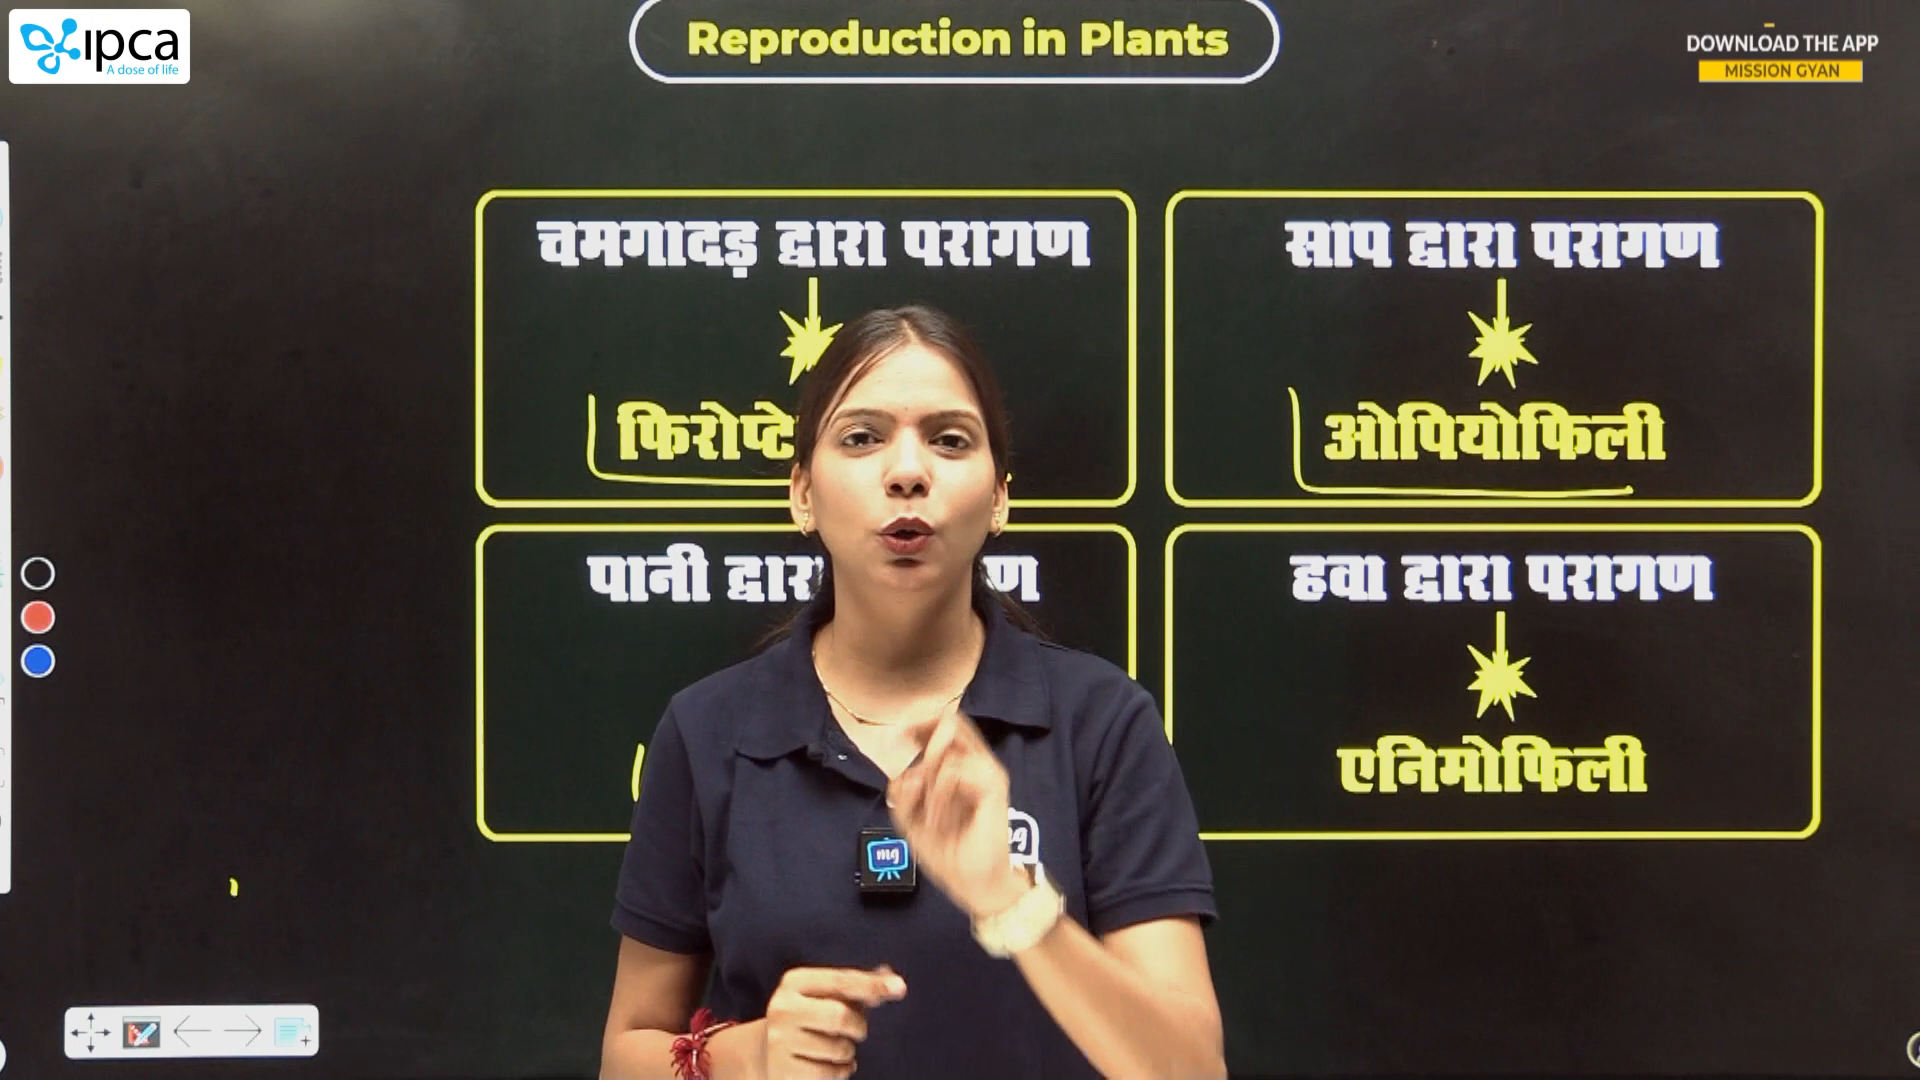 ipca
A dose of life
Reproduction in Plants
DOWNLOAD THE APP
MISSION GYAN
चमगादड़ द्वारा परागण
साप द्वारा परागण
ओपियोफिली
पानी
हवा द्वारा परागण
एनिमोफिली
mg